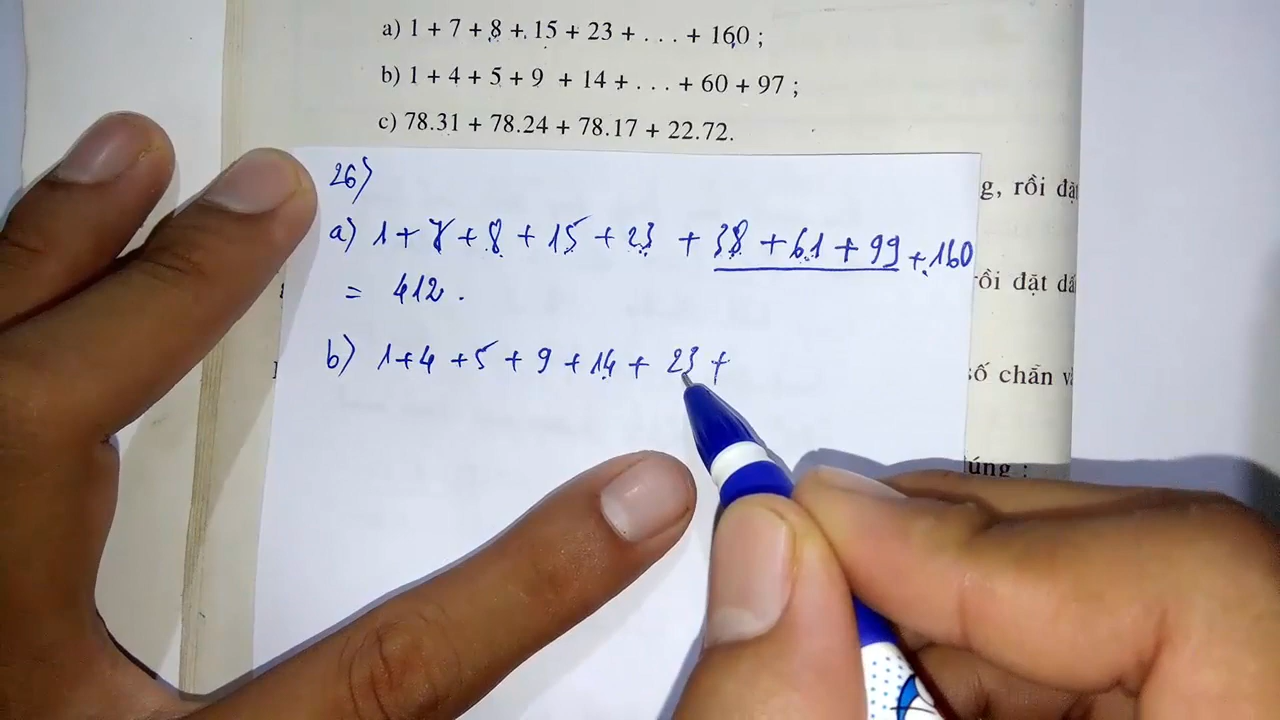 a) 1 + 7 + 8 + 15 + 23 + . . . + 160 ;
b) 1 + 4 + 5 + 9 + 14 + . . . + 60 + 97 ;
c) 78.31 + 78.24 + 78.17 + 22.72.
g, rồi đặt
26)
a) 1 + 7 + 8 + 15 + 23 + 38 + 61 + 99 + 160
rồi đặt dấ
= 412 .
b) 1 + 4 + 5 + 9 + 14 + 23 +
số chẵn v
úng :